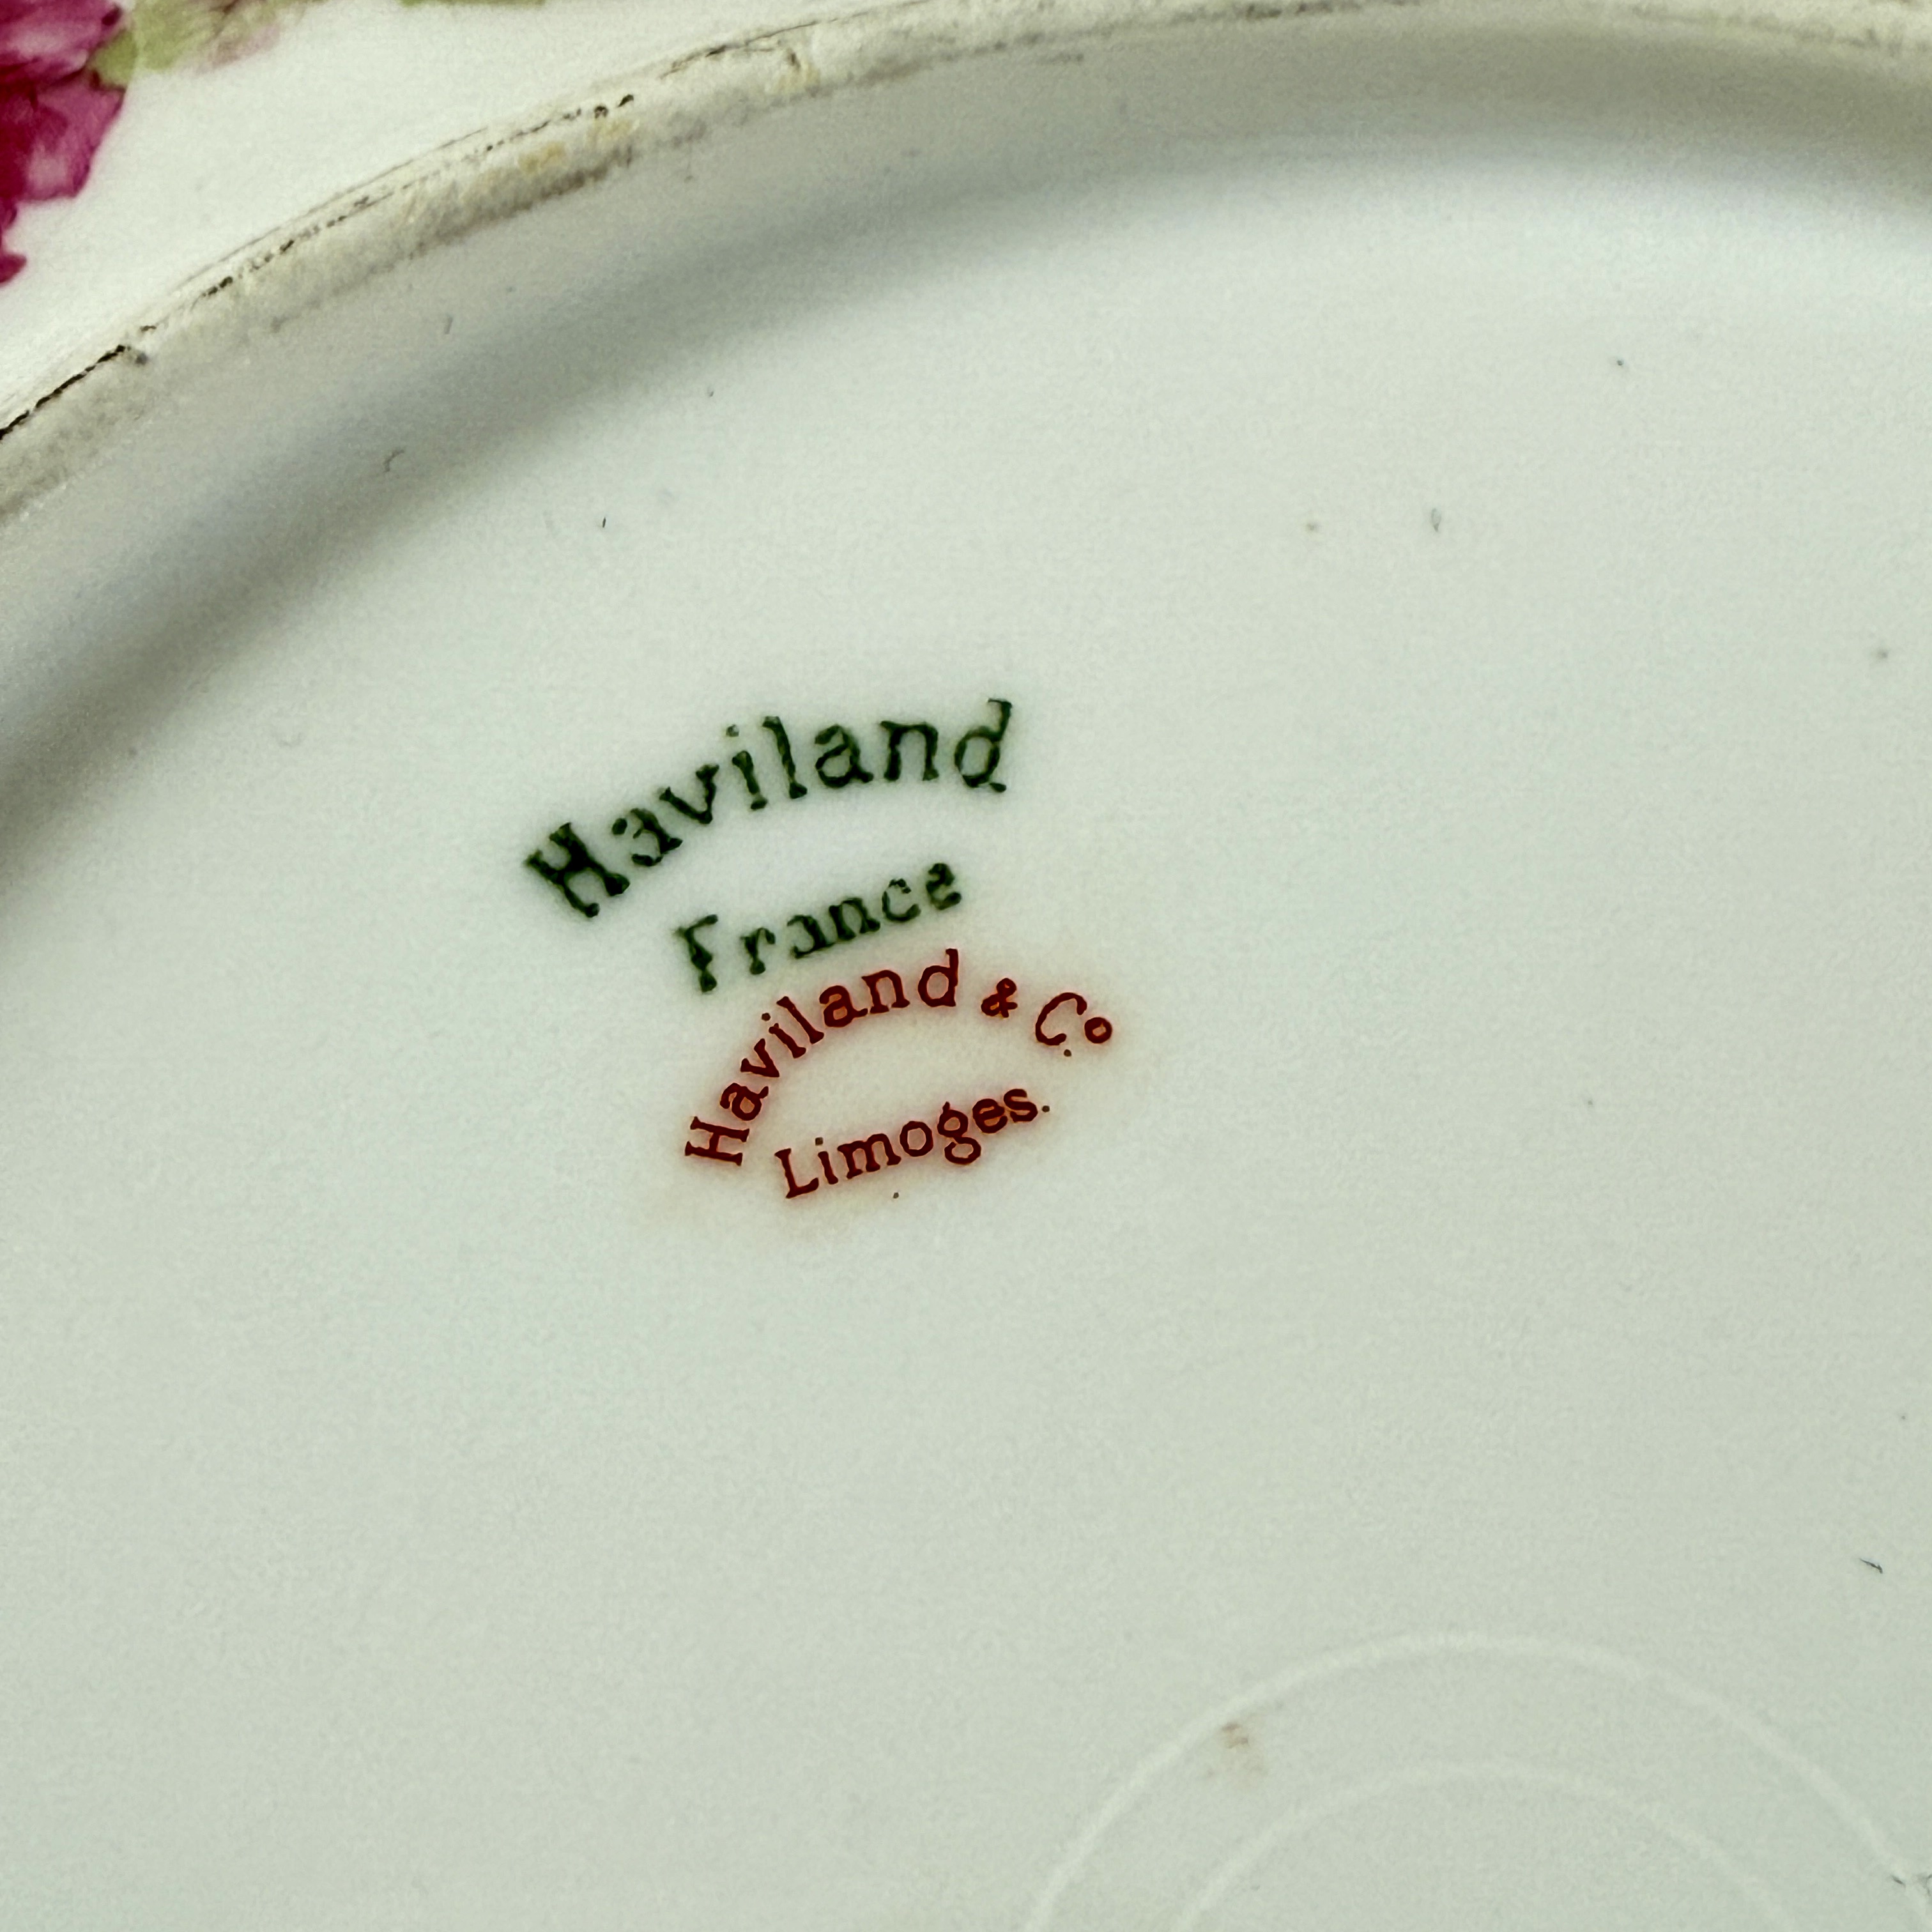 Haviland
France
Haviland & Co
Limoges.